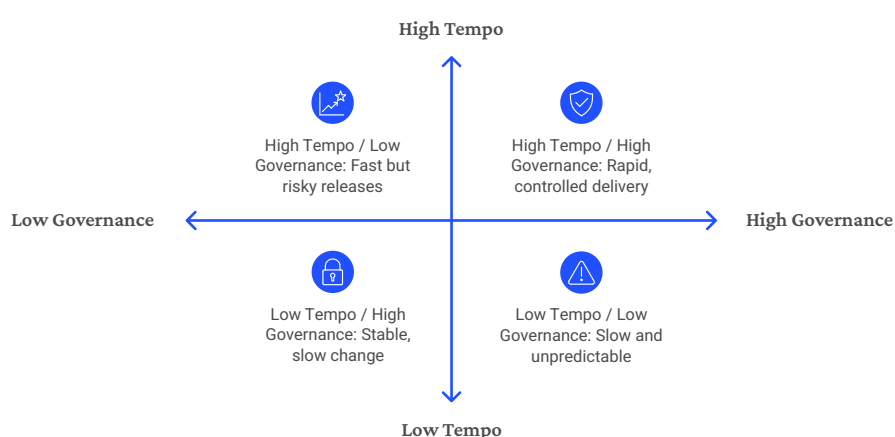 High Tempo
High Tempo / Low
Governance: Fast but
risky releases
High Tempo / High
Governance: Rapid,
controlled delivery
Low Governance
High Governance
Low Tempo / High
Governance: Stable,
slow change
Low Tempo / Low
Governance: Slow and
unpredictable
Low Tempo